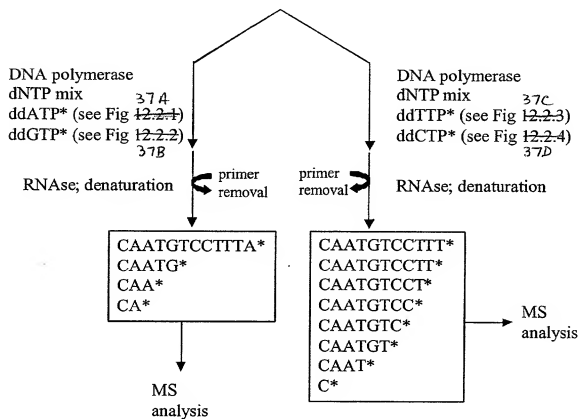 DNA polymerase
dNTP mix
37A
ddATP* (see Fig 12.2.1)
ddGTP* (see Fig 12.2.2)
37B
RNAse; denaturation
primer
removal
CAATGTCCTTTA*
CAATG*
CAA*
CA*
MS
analysis
DNA polymerase
dNTP mix
37C
ddTTP* (see Fig 12.2.3)
ddCTP* (see Fig 12.2.4)
37D
primer
removal
RNAse; denaturation
CAATGTCCTTT*
CAATGTCCTT*
CAATGTCCT*
CAATGTCC*
CAATGTC*
CAATGT*
CAAT*
C*
MS
analysis